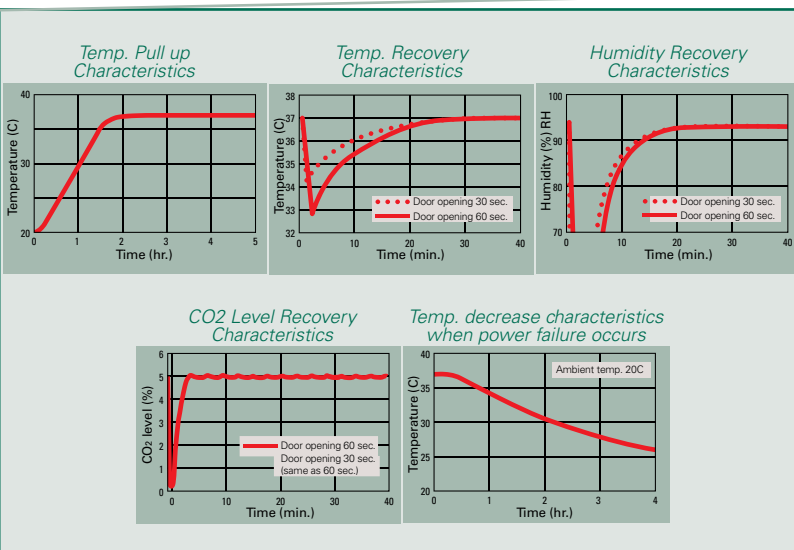 Temp. Pull up
Characteristics
40
30
20
Temperature (C)
0 1 2 3 4 5
Time (hr.)
Temp. Recovery
Characteristics
38
37
36
35
34
33
32
Temperature (C)
Door opening 30 sec.
Door opening 60 sec.
0 10 20 30 40
Time (min.)
Humidity Recovery
Characteristics
100
90
80
70
Humidity (%) RH
Door opening 30 sec.
Door opening 60 sec.
0 10 20 30 40
Time (min.)
CO2 Level Recovery
Characteristics
6
5
4
3
2
1
0
CO2 level (%)
Door opening 60 sec.
Door opening 30 sec.
(same as 60 sec.)
0 10 20 30 40
Time (min.)
Temp. decrease characteristics
when power failure occurs
40
35
30
25
20
Temperature (C)
Ambient temp. 20C
0 1 2 3 4
Time (hr.)